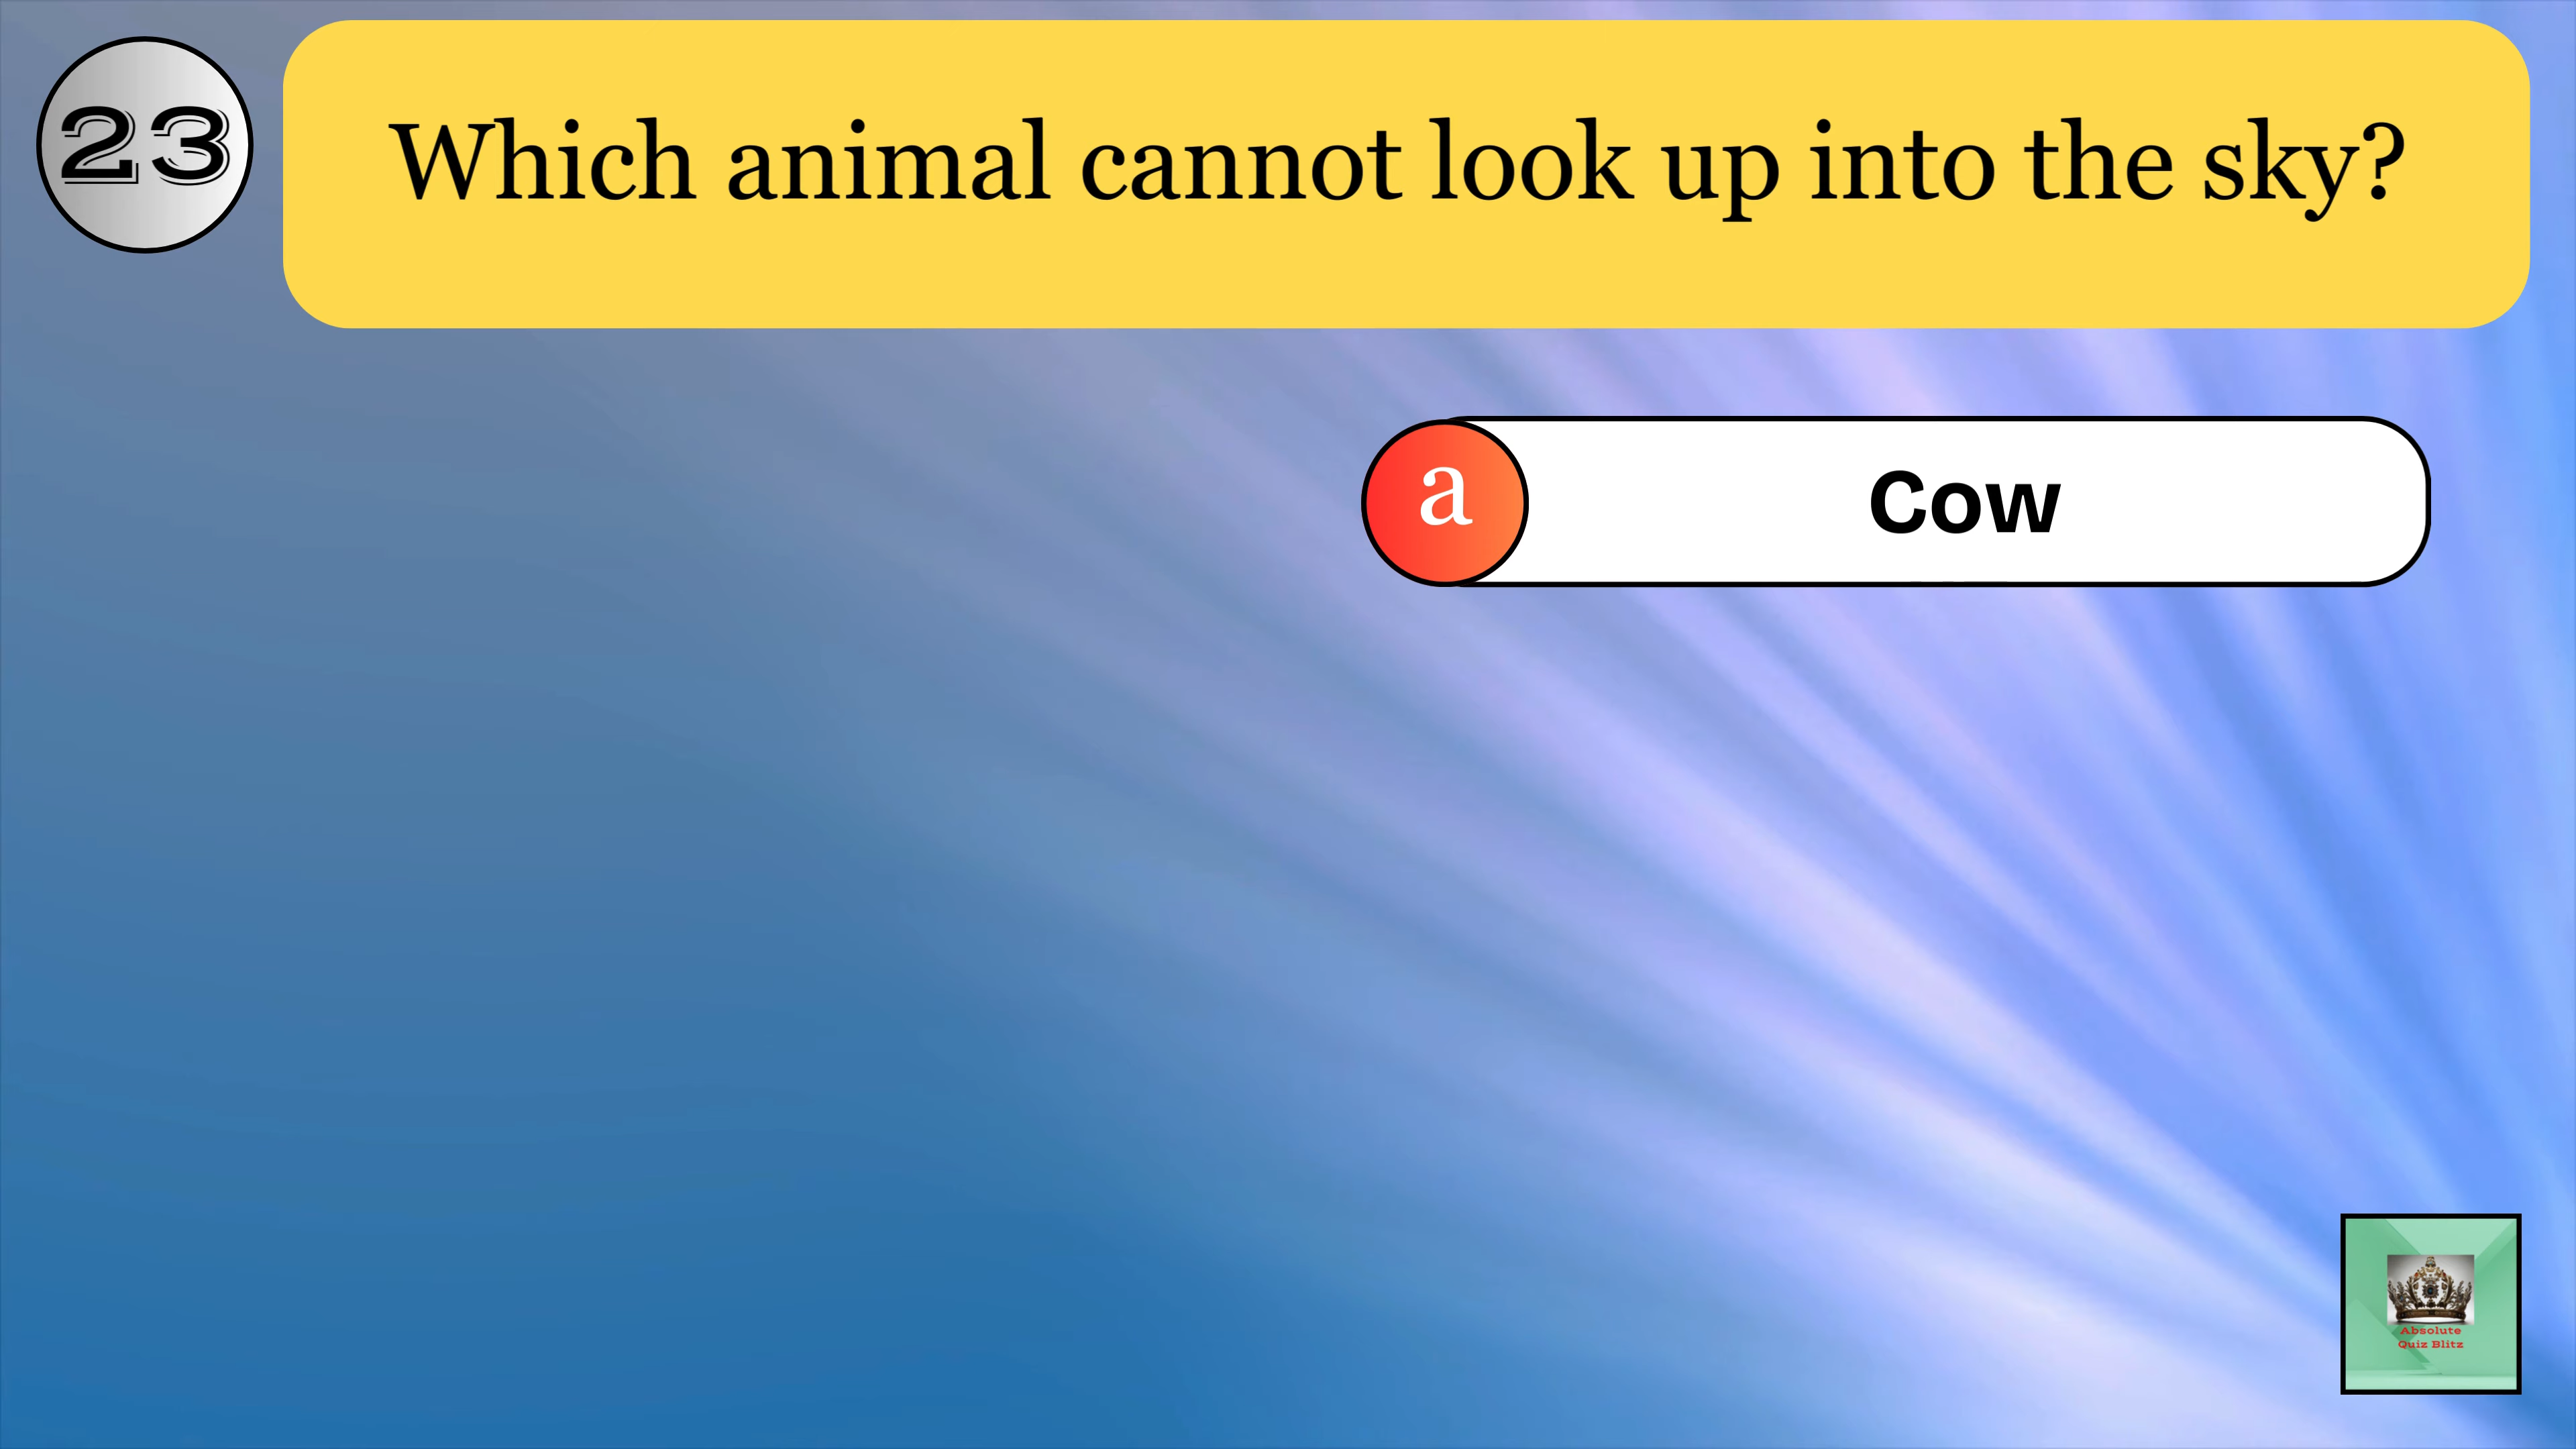 23
Which animal cannot look up into the sky?
a
Cow
Absolute
Quiz Blitz